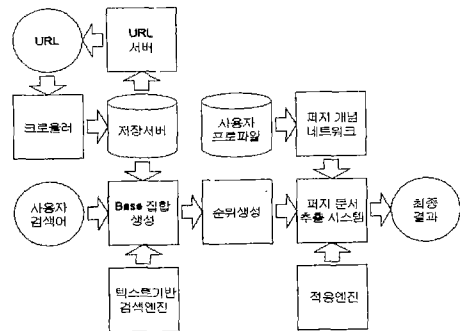 URL
URL
서버
크로울러
저장서버
사용자
프로파일
퍼지 개념
네트워크
사용자
검색어
Base 집합
생성
순위생성
퍼지 문서
추출 시스템
최종
결과
텍스트기반
검색엔진
적응엔진